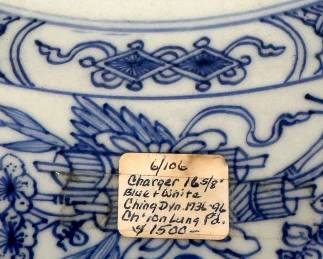 6/106
Charger 16 5/8"
Blue + White
Ching Dyn. 1736-96
Ch'ien Lung Pd.
$1500-